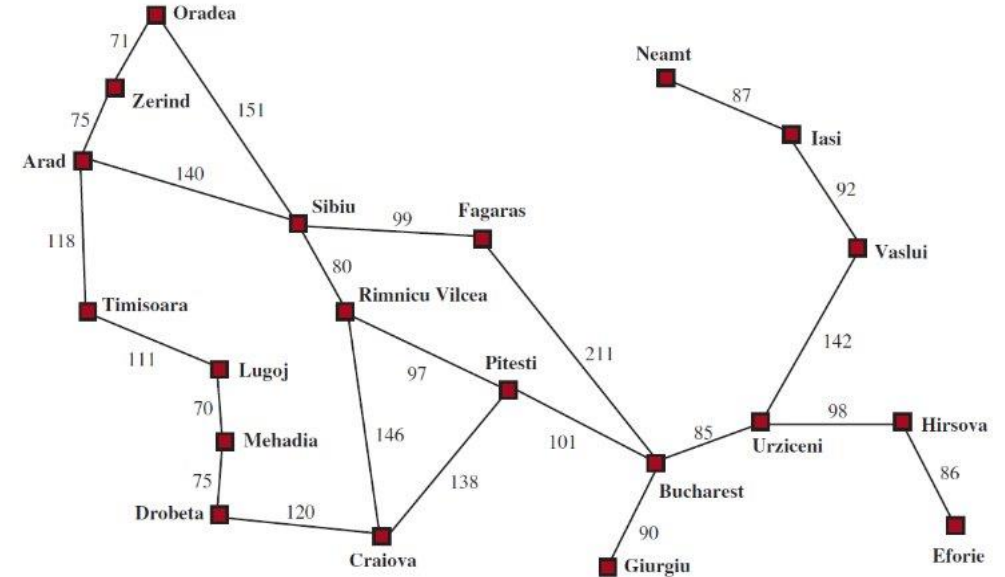 Oradea
71
Neamt
Zerind
87
75
151
Iasi
Arad
140
92
Sibiu
Fagaras
99
118
Vaslui
80
Timisoara
Rimnicu Vilcea
142
211
111
Pitesti
Lugoj
97
70
98
146
Hirsova
Mehadia
101
85
Urziceni
86
75
138
Bucharest
Drobeta
120
90
Craiova
Giurgiu
Eforie